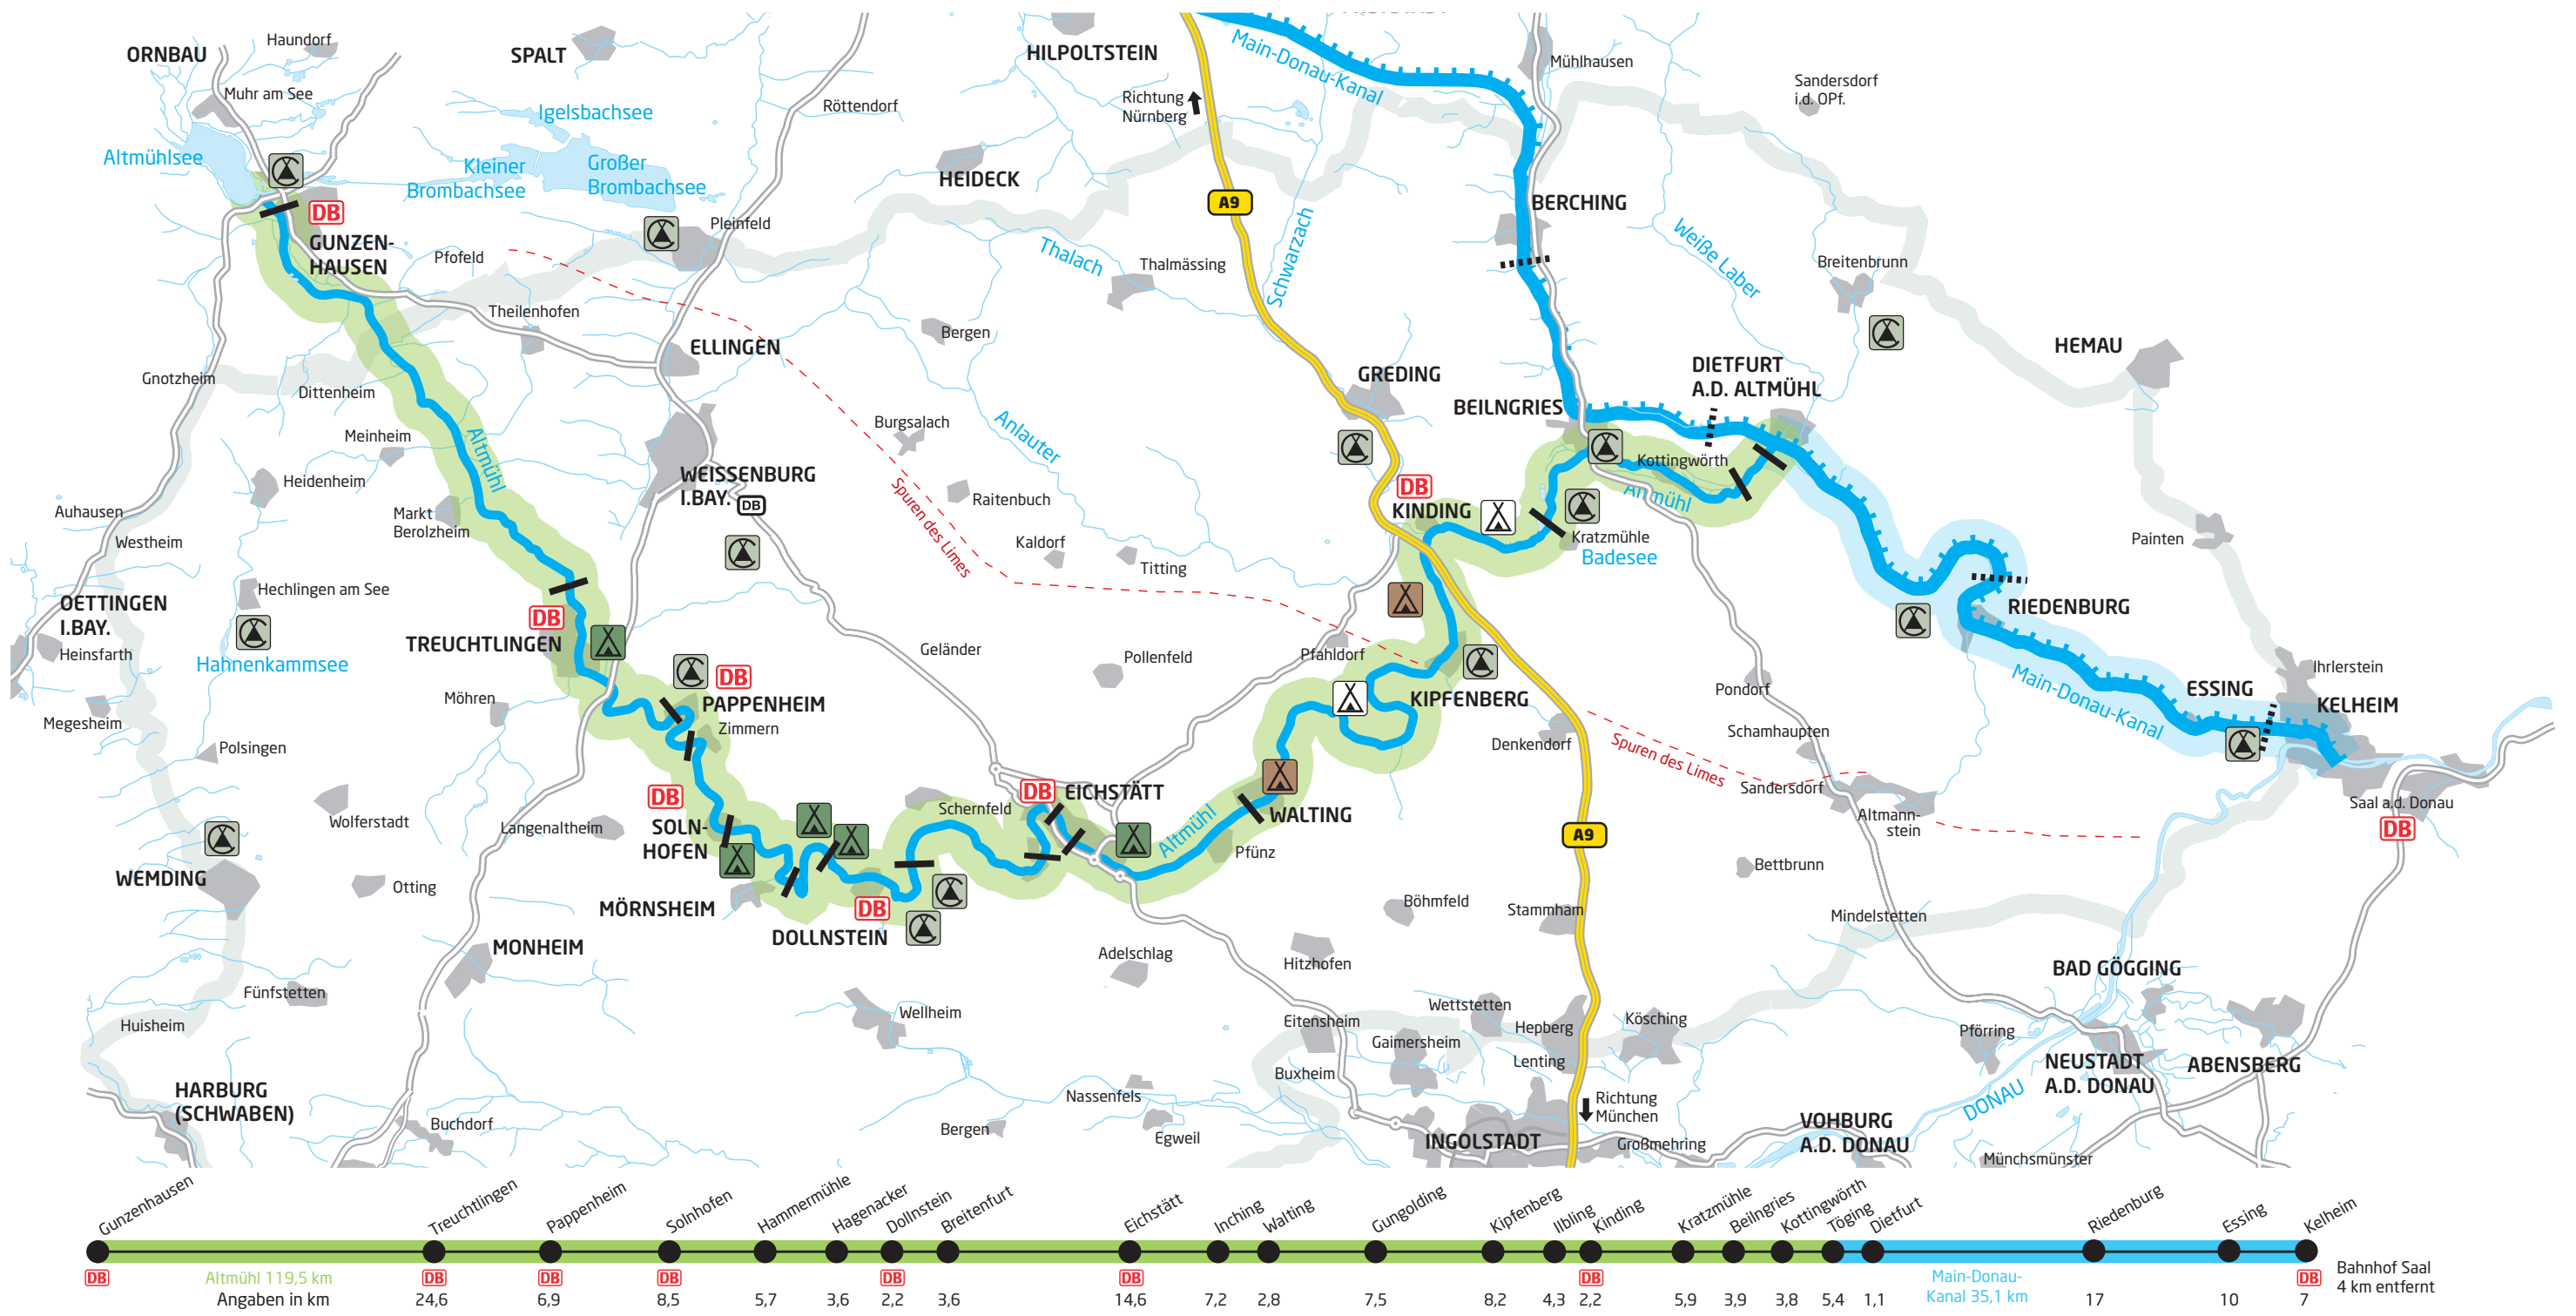 ORNBAU
Haundorf
SPALT
HILPOLTSTEIN
Main-Donau-Kanal
Mühlhausen
Sandersdorf
i.d. OPf.
Muhr am See
Igelsbachsee
Röttendorf
Richtung
Nürnberg
Altmühlsee
Kleiner
Brombachsee
Großer
Brombachsee
HEIDECK
A9
BERCHING
DB
GUNZEN-
HAUSEN
Pfofeld
Pleinfeld
Thalach
Thalmässing
Schwarzach
Weiße Laber
Breitenbrunn
Theilenhofen
Bergen
ELLINGEN
HEMAU
Gnotzheim
Dittenheim
GREDING
DIETFURT
A.D. ALTMÜHL
BEILNGRIES
Meinheim
Altmühl
Burgsalach
Anlauter
Heidenheim
WEISSENBURG
I.BAY.
DB
Spuren des Limes
Raitenbuch
DB
KINDING
Kottingwörth
Altmühl
Auhausen
Markt
Berolzheim
Westheim
Kaldorf
Titting
Kratzmühle
Badesee
Painten
Hechlingen am See
OETTINGEN
I.BAY.
Heinsfarth
DB
TREUCHTLINGEN
RIEDENBURG
Hahnenkammsee
Geländer
Pollenfeld
Pfahldorf
Ihrlerstein
Möhren
DB
PAPPENHEIM
Zimmern
KIPFENBERG
Pondorf
Main-Donau-Kanal
ESSING
KELHEIM
Megesheim
Polsingen
Denkendorf
Schamhaupten
Spuren des Limes
Sandersdorf
DB
SOLN-
HOFEN
Wolferstadt
Langenaltheim
Schernfeld
DB
EICHSTÄTT
Altmühl
WALTING
Pfünz
A9
Altmann-
stein
Saal a.d. Donau
DB
WEMDING
Otting
MÖRNSHEIM
DB
DOLLNSTEIN
Bettbrunn
Böhmfeld
Stammham
Mindelstetten
MONHEIM
Adelschlag
Hitzhofen
BAD GÖGGING
Fünfstetten
Wellheim
Wettstetten
Huisheim
Eitensheim
Gaimersheim
Hepberg
Kösching
Lenting
Pförring
NEUSTADT
A.D. DONAU
ABENSBERG
HARBURG
(SCHWABEN)
Buxheim
Nassenfels
Richtung
München
DONAU
Buchdorf
Bergen
Egweil
INGOLSTADT
Großmehring
VOHBURG
A.D. DONAU
Münchsmünster
Gunzenhausen
Treuchtlingen
Pappenheim
Solnhofen
Hammermühle
Hagenacker
Dollnstein
Breitenfurt
Eichstätt
Inching
Walting
Gungolding
Kipfenberg
Ilbling
Kinding
Kratzmühle
Beilngries
Kottingwörth
Töging
Dietfurt
Riedenburg
Essing
Kelheim
DB Altmühl 119,5 km DB DB DB DB DB DB Main-Donau- DB Bahnhof Saal
Angaben in km 24,6 6,9 8,5 5,7 3,6 2,2 3,6 14,6 7,2 2,8 7,5 8,2 4,3 2,2 5,9 3,9 3,8 5,4 1,1 Kanal 35,1 km 17 10 7 4 km entfernt